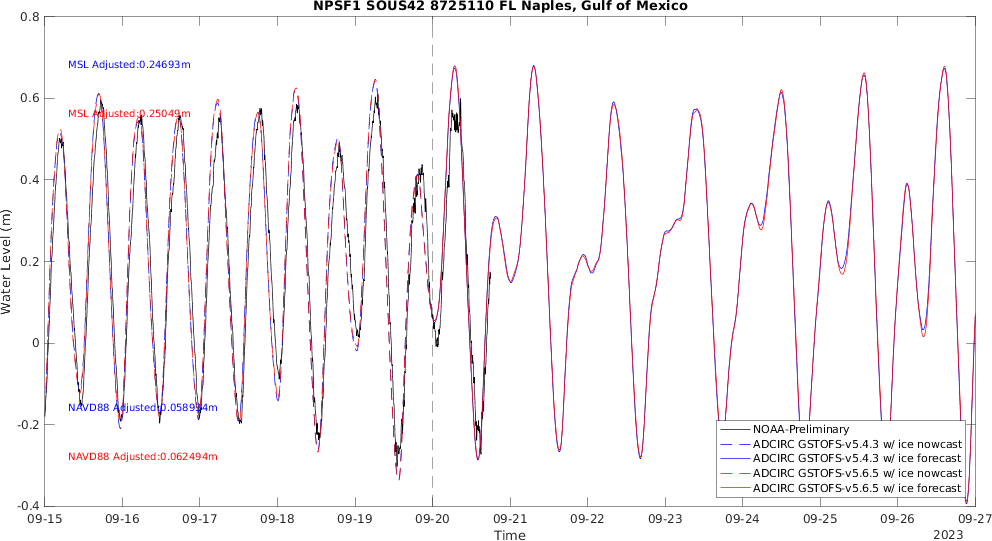 NPSF1 SOUS42 8725110 FL Naples, Gulf of Mexico
0.8
0.6
0.4
0.2
0
-0.2
-0.4
Water Level (m)
MSL Adjusted:0.24693m
MSL Adjusted:0.25049m
NAVD88 Adjusted:0.058934m
NAVD88 Adjusted:0.062494m
NOAA-Preliminary
ADCIRC GSTOFS-v5.4.3 w/ ice nowcast
ADCIRC GSTOFS-v5.4.3 w/ ice forecast
ADCIRC GSTOFS-v5.6.5 w/ ice nowcast
ADCIRC GSTOFS-v5.6.5 w/ ice forecast
09-15 09-16 09-17 09-18 09-19 09-20 09-21 09-22 09-23 09-24 09-25 09-26 09-27
Time
2023